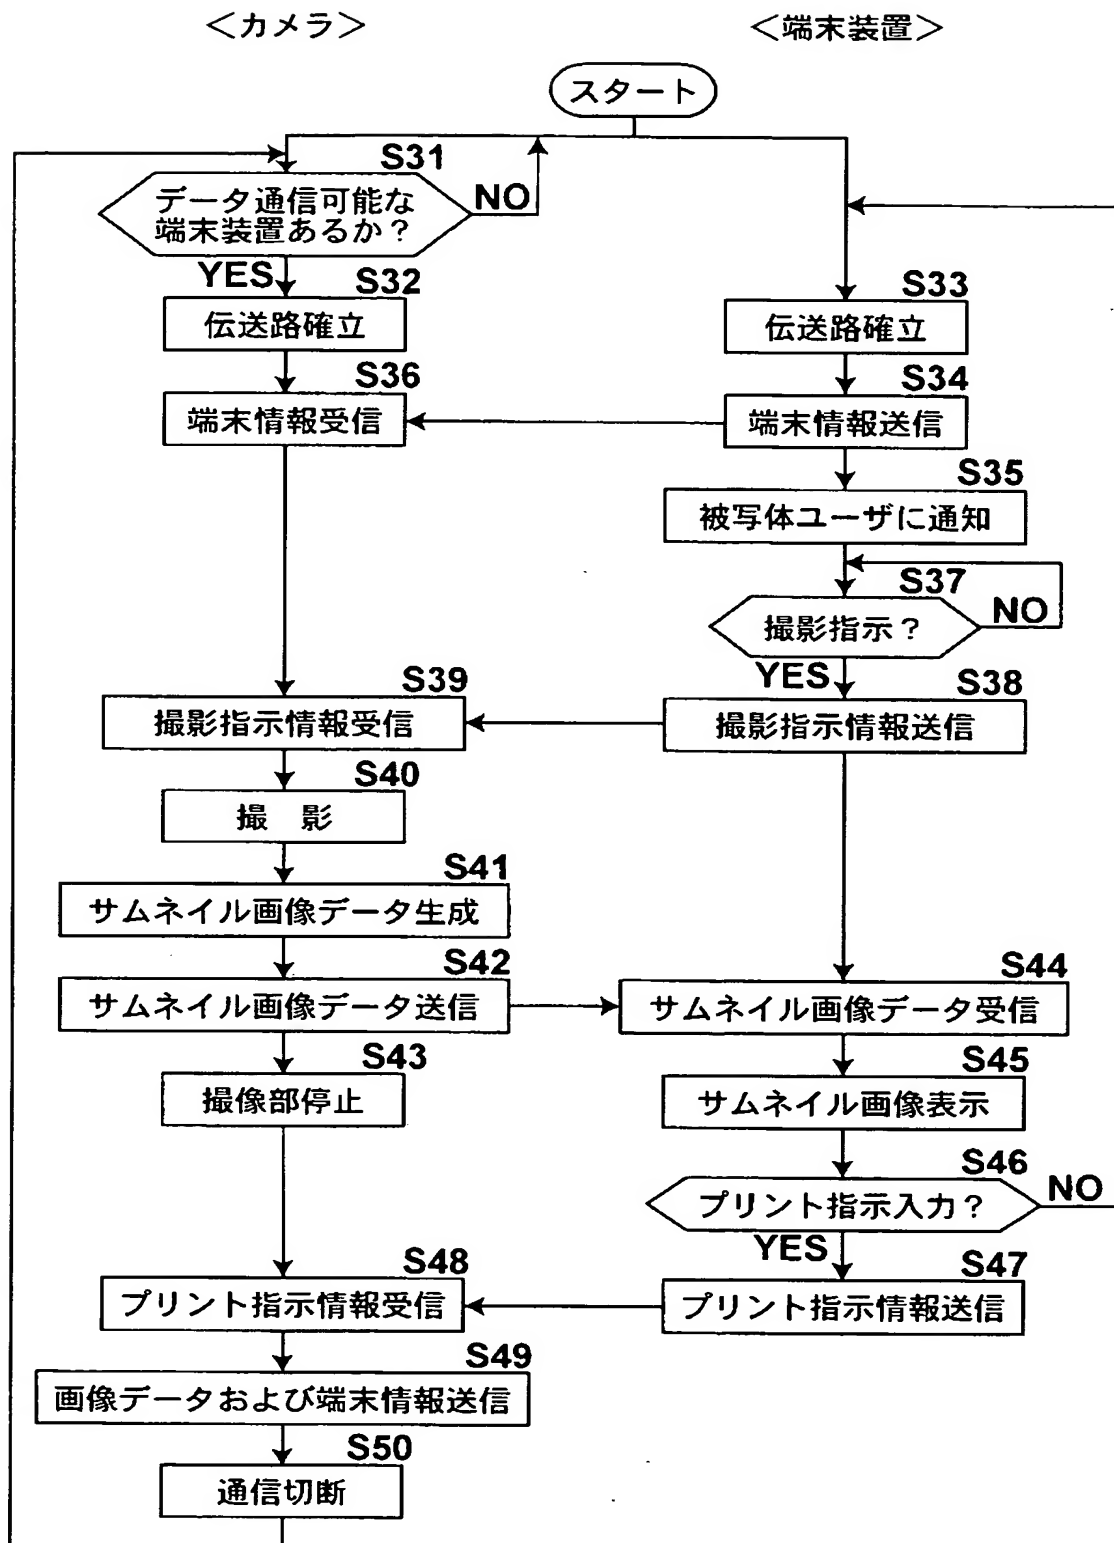 ＜カメラ＞
＜端末装置＞
スタート
S31
データ通信可能な
端末装置あるか？
NO
YES
S32
伝送路確立
S33
伝送路確立
S36
端末情報受信
S34
端末情報送信
S35
被写体ユーザに通知
S37
撮影指示？
NO
YES
S39
撮影指示情報受信
S38
撮影指示情報送信
S40
撮　影
S41
サムネイル画像データ生成
S42
サムネイル画像データ送信
S44
サムネイル画像データ受信
S43
撮像部停止
S45
サムネイル画像表示
S46
プリント指示入力？
NO
YES
S48
プリント指示情報受信
S47
プリント指示情報送信
S49
画像データおよび端末情報送信
S50
通信切断